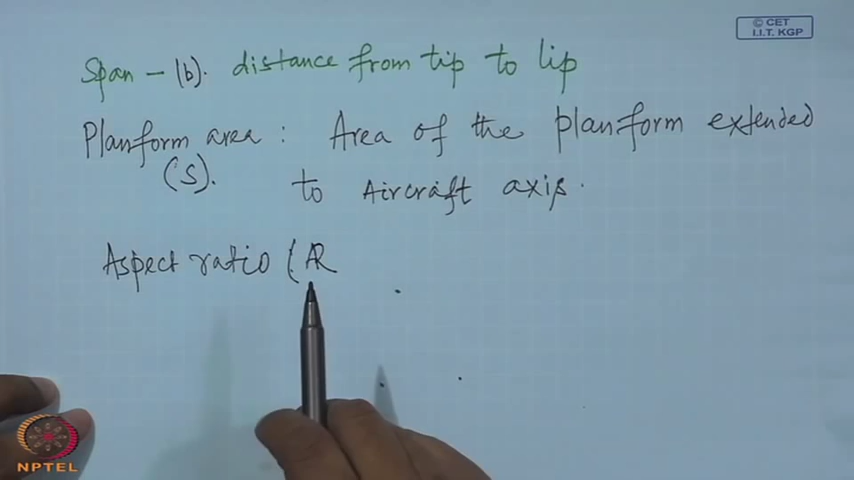 © CET
I.I.T. KGP
Span - (b). distance from tip to lip
Planform area : Area of the planform extended
(S). to Aircraft axis.
Aspect ratio (AR
NPTEL